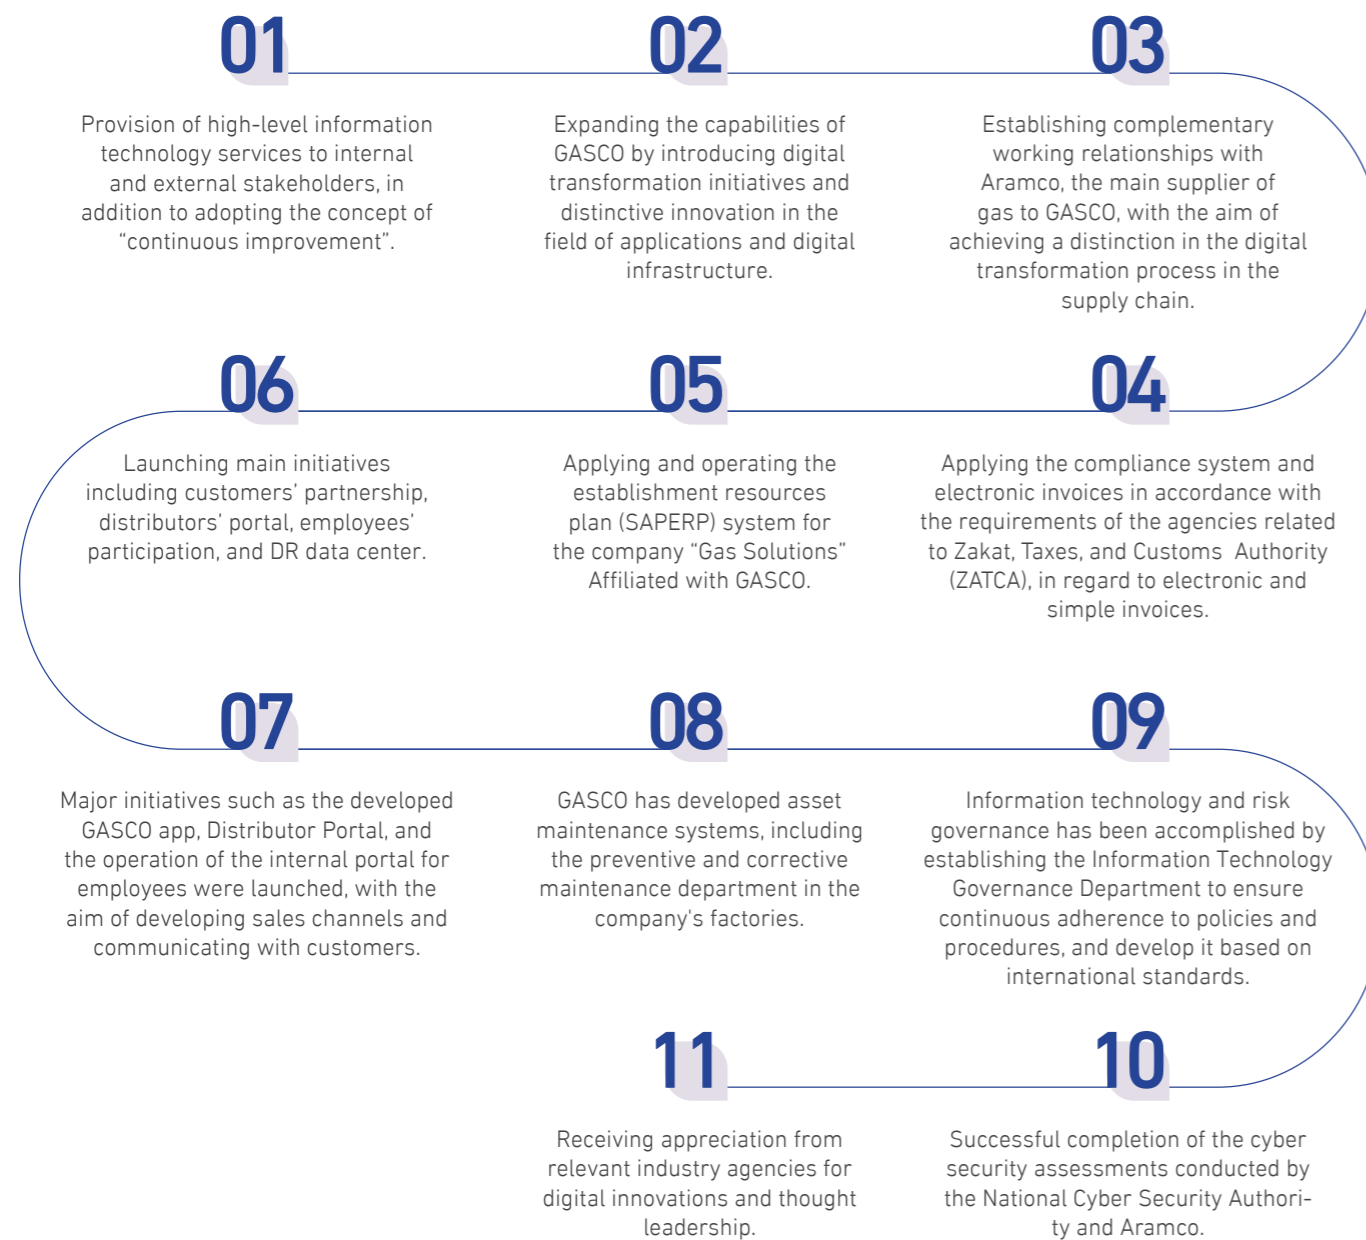 01
Provision of high-level information
technology services to internal
and external stakeholders, in
addition to adopting the concept of
“continuous improvement”.
02
Expanding the capabilities of
GASCO by introducing digital
transformation initiatives and
distinctive innovation in the
field of applications and digital
infrastructure.
03
Establishing complementary
working relationships with
Aramco, the main supplier of
gas to GASCO, with the aim of
achieving a distinction in the digital
transformation process in the
supply chain.
04
Applying the compliance system and
electronic invoices in accordance with
the requirements of the agencies related
to Zakat, Taxes, and Customs Authority
(ZATCA), in regard to electronic and
simple invoices.
05
Applying and operating the
establishment resources
plan (SAPERP) system for
the company “Gas Solutions”
Affiliated with GASCO.
06
Launching main initiatives
including customers’ partnership,
distributors’ portal, employees’
participation, and DR data center.
07
Major initiatives such as the developed
GASCO app, Distributor Portal, and
the operation of the internal portal for
employees were launched, with the
aim of developing sales channels and
communicating with customers.
08
GASCO has developed asset
maintenance systems, including
the preventive and corrective
maintenance department in the
company's factories.
09
Information technology and risk
governance has been accomplished by
establishing the Information Technology
Governance Department to ensure
continuous adherence to policies and
procedures, and develop it based on
international standards.
10
Successful completion of the cyber
security assessments conducted by
the National Cyber Security Authori-
ty and Aramco.
11
Receiving appreciation from
relevant industry agencies for
digital innovations and thought
leadership.